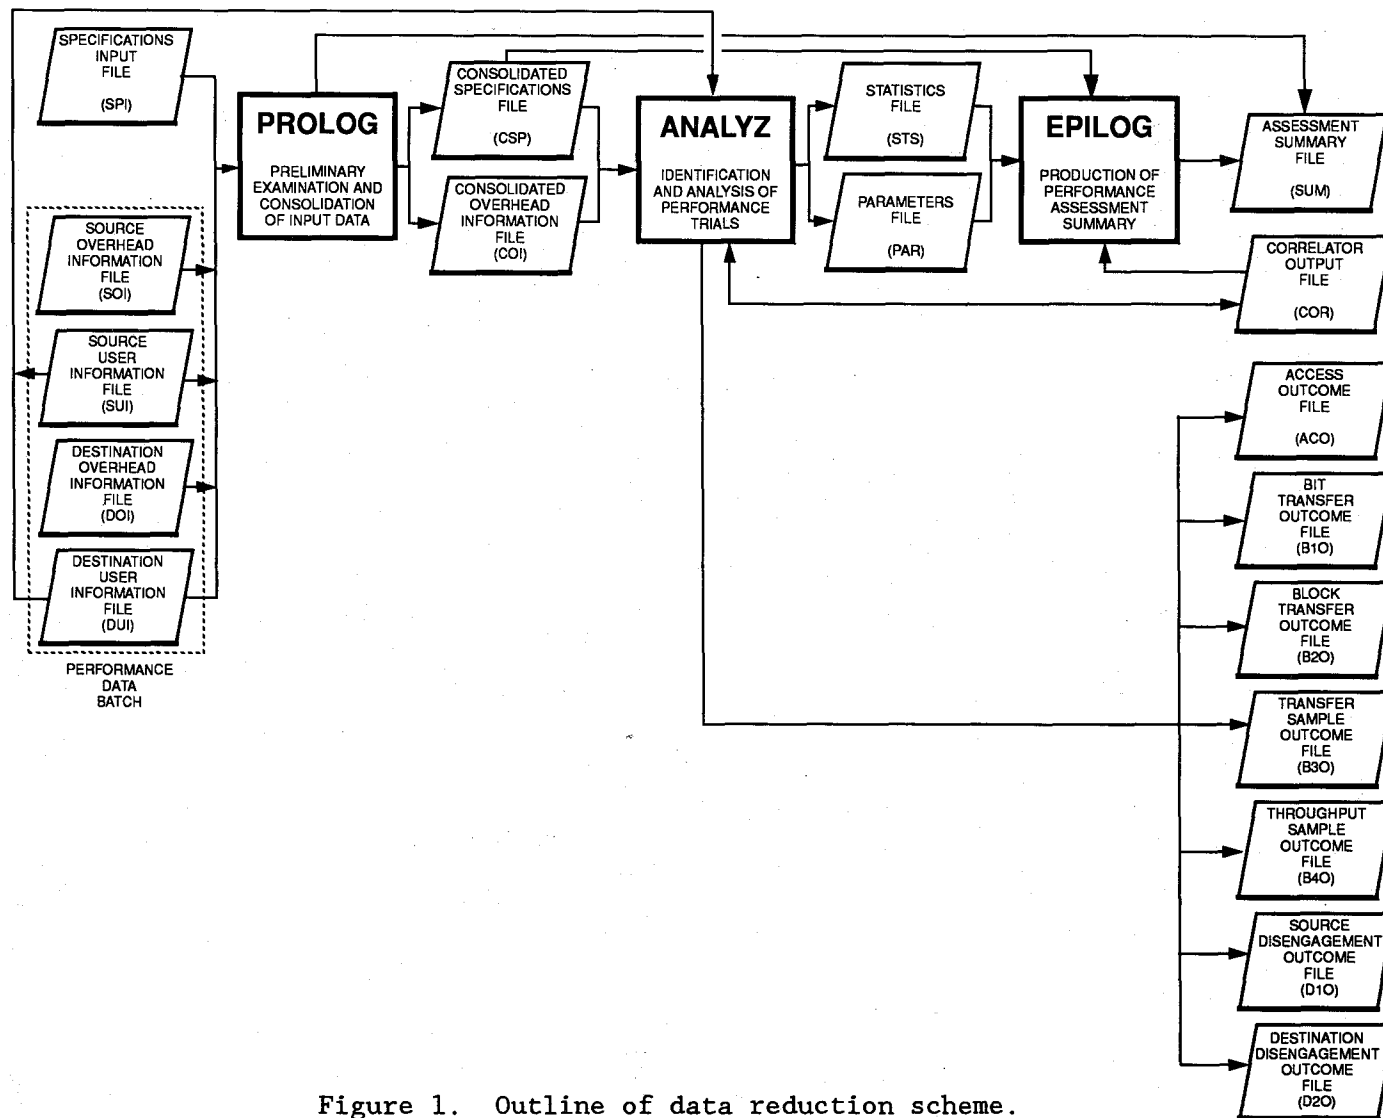 SPECIFICATIONS
INPUT
FILE
(SPI)
SOURCE
OVERHEAD
INFORMATION
FILE
(SOI)
SOURCE
USER
INFORMATION
FILE
(SUI)
DESTINATION
OVERHEAD
INFORMATION
FILE
(DOI)
DESTINATION
USER
INFORMATION
FILE
(DUI)
PERFORMANCE
DATA
BATCH
PROLOG
PRELIMINARY
EXAMINATION AND
CONSOLIDATION
OF INPUT DATA
CONSOLIDATED
SPECIFICATIONS
FILE
(CSP)
CONSOLIDATED
OVERHEAD
INFORMATION
FILE
(COI)
ANALYZ
IDENTIFICATION
AND ANALYSIS OF
PERFORMANCE
TRIALS
STATISTICS
FILE
(STS)
PARAMETERS
FILE
(PAR)
EPILOG
PRODUCTION OF
PERFORMANCE
ASSESSMENT
SUMMARY
ASSESSMENT
SUMMARY
FILE
(SUM)
CORRELATOR
OUTPUT
FILE
(COR)
ACCESS
OUTCOME
FILE
(ACO)
BIT
TRANSFER
OUTCOME
FILE
(B1O)
BLOCK
TRANSFER
OUTCOME
FILE
(B2O)
TRANSFER
SAMPLE
OUTCOME
FILE
(B3O)
THROUGHPUT
SAMPLE
OUTCOME
FILE
(B4O)
SOURCE
DISENGAGEMENT
OUTCOME
FILE
(D1O)
DESTINATION
DISENGAGEMENT
OUTCOME
FILE
(D2O)
Figure 1. Outline of data reduction scheme.